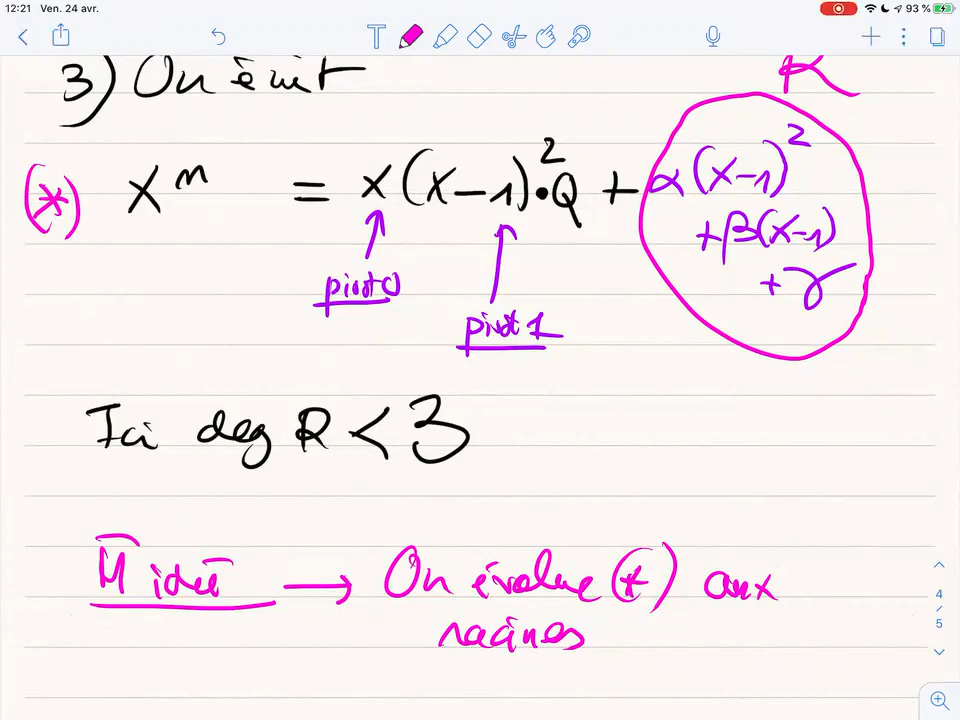 12:21 Ven. 24 avr. 93 %
3) On écrit
R
(*) X^n = X(X-1)^2 • Q + α(X-1)^2
+β(X-1)
+γ
pivot 0
pivot 1
Ici deg R < 3
M idée → On évalue (*) aux
racines
4
/
5